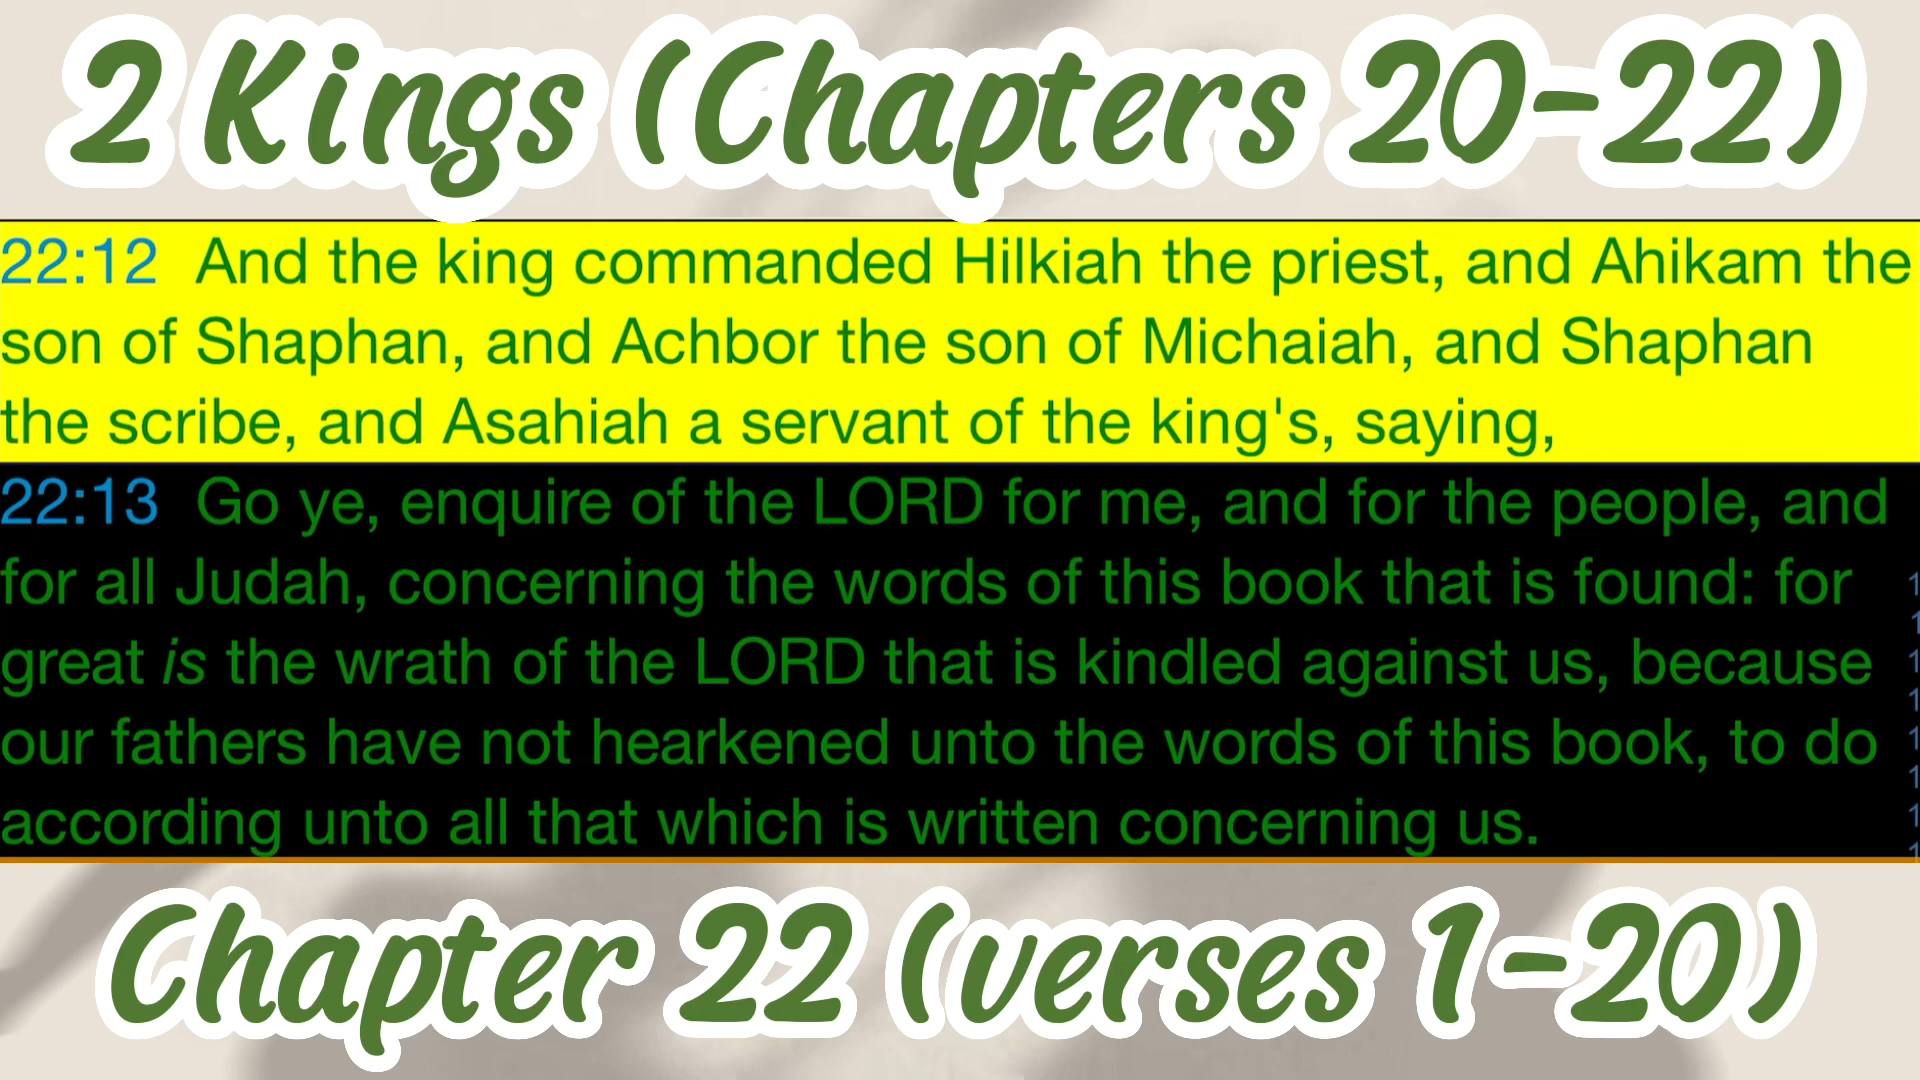 2 Kings (Chapters 20-22)
22:12 And the king commanded Hilkiah the priest, and Ahikam the
son of Shaphan, and Achbor the son of Michaiah, and Shaphan
the scribe, and Asahiah a servant of the king's, saying,
22:13 Go ye, enquire of the LORD for me, and for the people, and
for all Judah, concerning the words of this book that is found: for
great is the wrath of the LORD that is kindled against us, because
our fathers have not hearkened unto the words of this book, to do
according unto all that which is written concerning us.
Chapter 22 (verses 1-20)